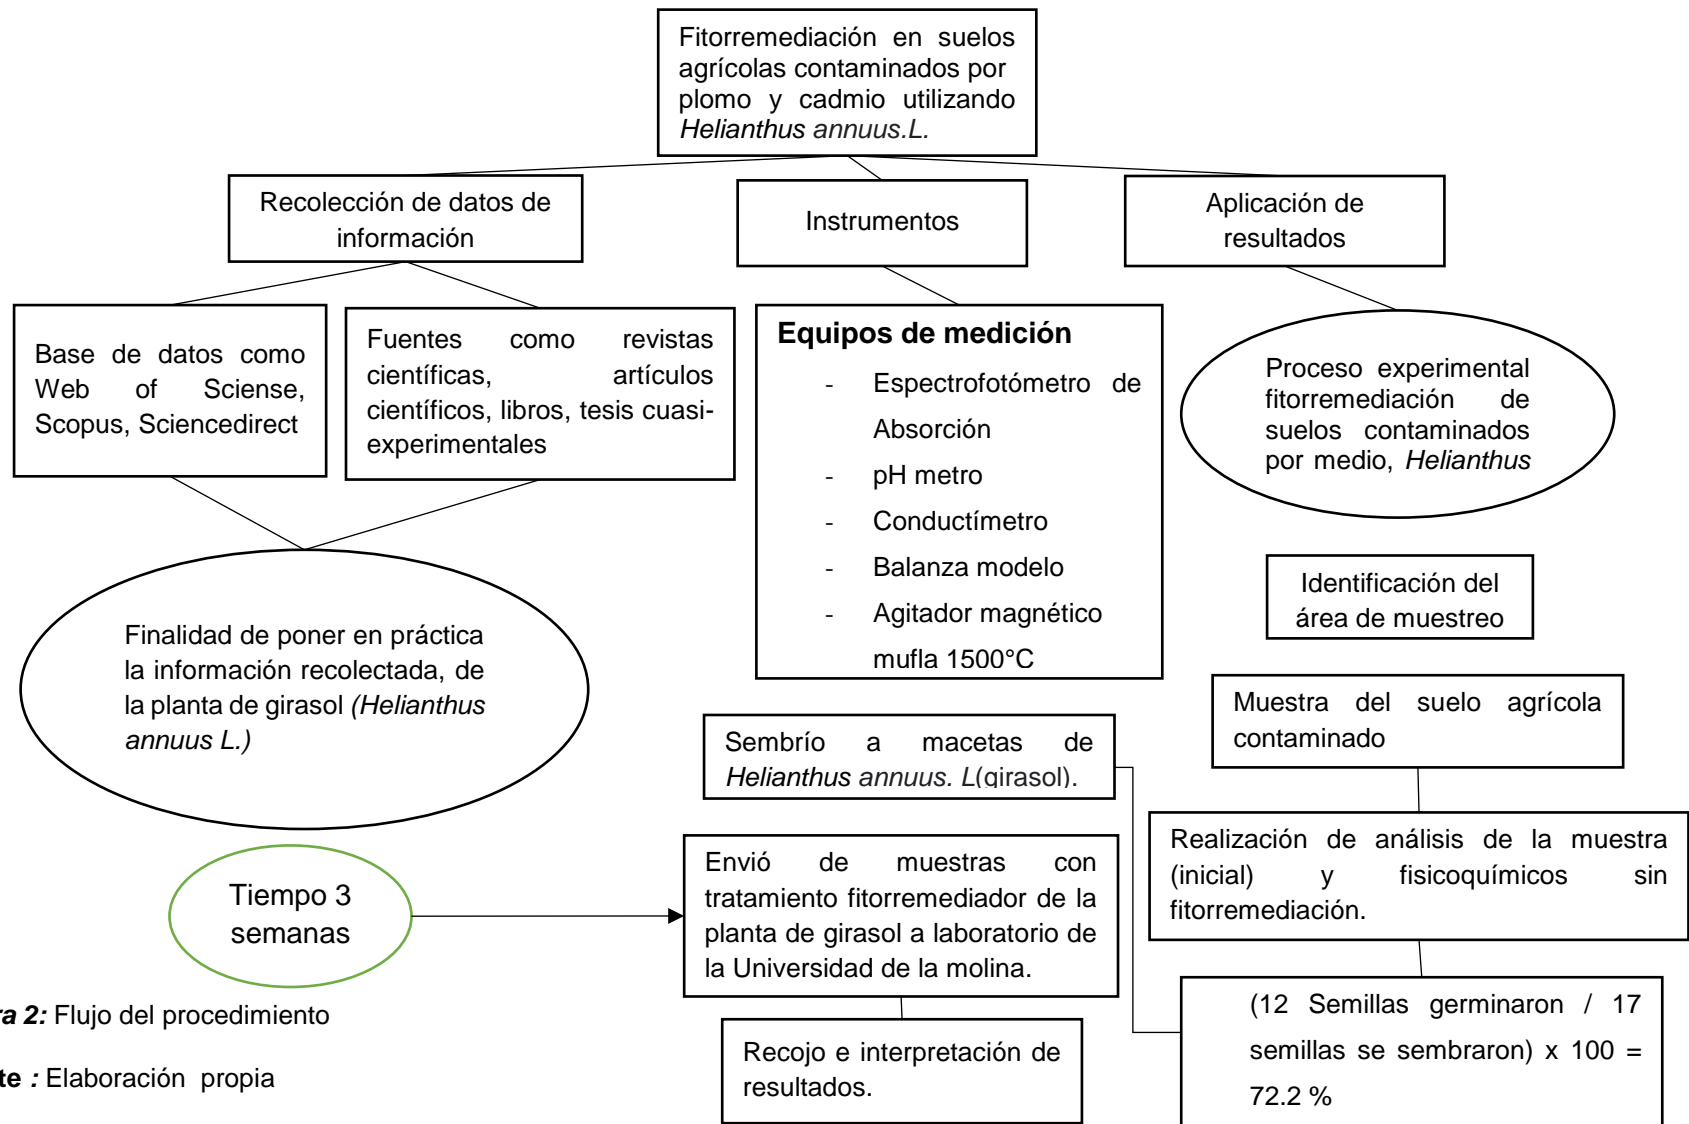 Fitorremediación en suelos
agrícolas contaminados por
plomo y cadmio utilizando
Helianthus annuus.L.
Recolección de datos de
información
Instrumentos
Aplicación de
resultados
Base de datos como
Web of Sciense,
Scopus, Sciencedirect
Fuentes como revistas
científicas, artículos
científicos, libros, tesis cuasi-
experimentales
Equipos de medición
- Espectrofotómetro de
Absorción
- pH metro
- Conductímetro
- Balanza modelo
- Agitador magnético
mufla 1500°C
Proceso experimental
fitorremediación de
suelos contaminados
por medio, Helianthus
Finalidad de poner en práctica
la información recolectada, de
la planta de girasol (Helianthus
annuus L.)
Identificación del
área de muestreo
Muestra del suelo agrícola
contaminado
Sembrío a macetas de
Helianthus annuus. L(girasol).
Realización de análisis de la muestra
(inicial) y fisicoquímicos sin
fitorremediación.
Tiempo 3
semanas
Envió de muestras con
tratamiento fitorremediador de la
planta de girasol a laboratorio de
la Universidad de la molina.
(12 Semillas germinaron / 17
semillas se sembraron) x 100 =
72.2 %
Recojo e interpretación de
resultados.
ra 2: Flujo del procedimiento
te : Elaboración propia